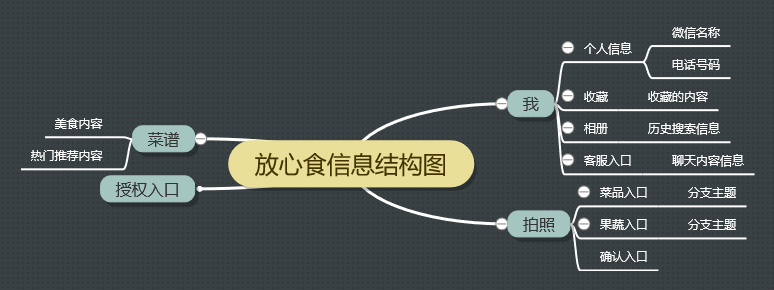 放心食信息结构图
我
个人信息
微信名称
电话号码
收藏
收藏的内容
相册
历史搜索信息
客服入口
聊天内容信息
拍照
菜品入口
分支主题
果蔬入口
分支主题
确认入口
菜谱
美食内容
热门推荐内容
授权入口